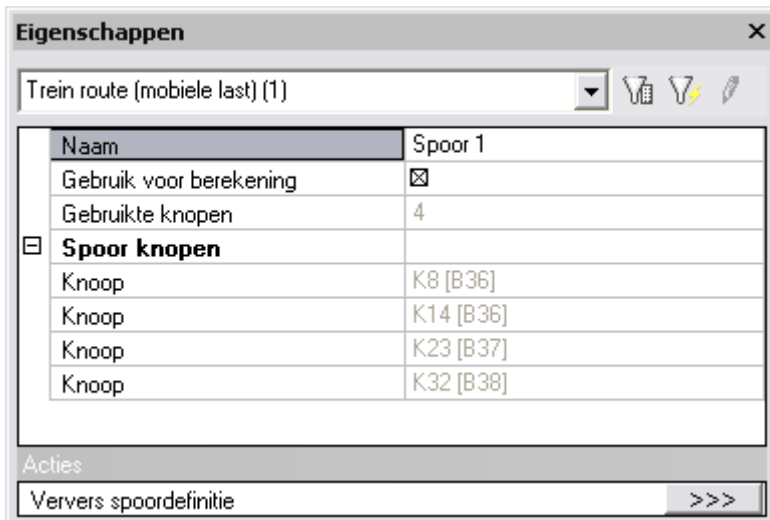 Eigenschappen
Trein route (mobiele last) (1)
Naam Spoor 1
Gebruik voor berekening
Gebruikte knopen 4
Spoor knopen
Knoop K8 [B36]
Knoop K14 [B36]
Knoop K23 [B37]
Knoop K32 [B38]
Acties
Ververs spoordefinitie >>>